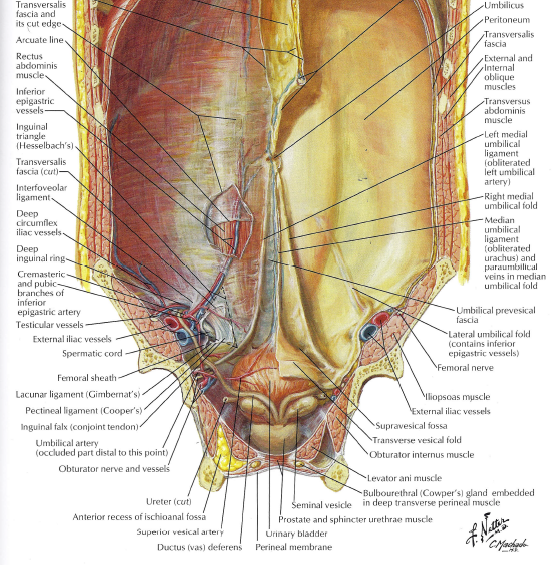 Transversalis
fascia and
its cut edge
Arcuate line
Rectus
abdominis
muscle
Inferior
epigastric
vessels
Inguinal
triangle
(Hesselbach's)
Transversalis
fascia (cut)
Interfoveolar
ligament
Deep
circumflex
iliac vessels
Deep
inguinal ring
Cremasteric
and pubic
branches of
inferior
epigastric artery
Testicular vessels
External iliac vessels
Spermatic cord
Femoral sheath
Lacunar ligament (Gimbernat's)
Pectineal ligament (Cooper's)
Inguinal falx (conjoint tendon)
Umbilical artery
(occluded part distal to this point)
Obturator nerve and vessels
Ureter (cut)
Anterior recess of ischioanal fossa
Superior vesical artery
Ductus (vas) deferens
Perineal membrane
Urinary bladder
Prostate and sphincter urethrae muscle
Seminal vesicle
Umbilicus
Peritoneum
Transversalis
fascia
External and
Internal
oblique
muscles
Transversus
abdominis
muscle
Left medial
umbilical
ligament
(obliterated
left umbilical
artery)
Right medial
umbilical fold
Median
umbilical
ligament
(obliterated
urachus) and
paraumbilical
veins in median
umbilical fold
Umbilical prevesical
fascia
Lateral umbilical fold
(contains inferior
epigastric vessels)
Femoral nerve
Iliopsoas muscle
External iliac vessels
Supravesical fossa
Transverse vesical fold
Obturator internus muscle
Levator ani muscle
Bulbourethral (Cowper's) gland embedded
in deep transverse perineal muscle
F. Netter
M.D.
C. Machado
M.D.